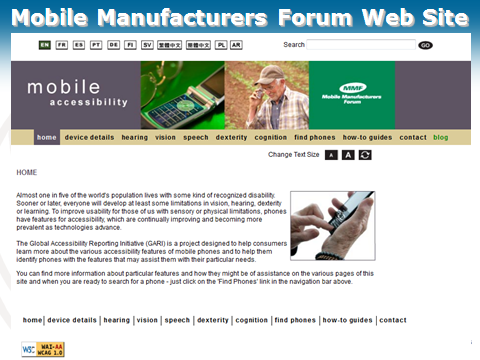 Mobile Manufacturers Forum Web Site
EN FR ES PT DE FI SV 繁體中文 簡體中文 PL AR Search GO
mobile
accessibility
MMF
Mobile Manufacturers
Forum
home device details hearing vision speech dexterity cognition find phones how-to guides contact blog
Change Text Size A A
HOME
Almost one in five of the world's population lives with some kind of recognized disability.
Sooner or later, everyone will develop at least some limitations in vision, hearing, dexterity
or learning. To improve usability for those of us with sensory or physical limitations, phones
have features for accessibility, which are continually improving and becoming more
prevalent as technologies advance.
The Global Accessibility Reporting Initiative (GARI) is a project designed to help consumers
learn more about the various accessibility features of mobile phones and to help them
identify phones with the features that may assist them with their particular needs.
You can find more information about particular features and how they might be of assistance on the various pages of this
site and when you are ready to search for a phone - just click on the 'Find Phones' link in the navigation bar above.
home| device details | hearing | vision | speech | dexterity | cognition | find phones | how-to guides | contact
W3C WAI-AA
WCAG 1.0